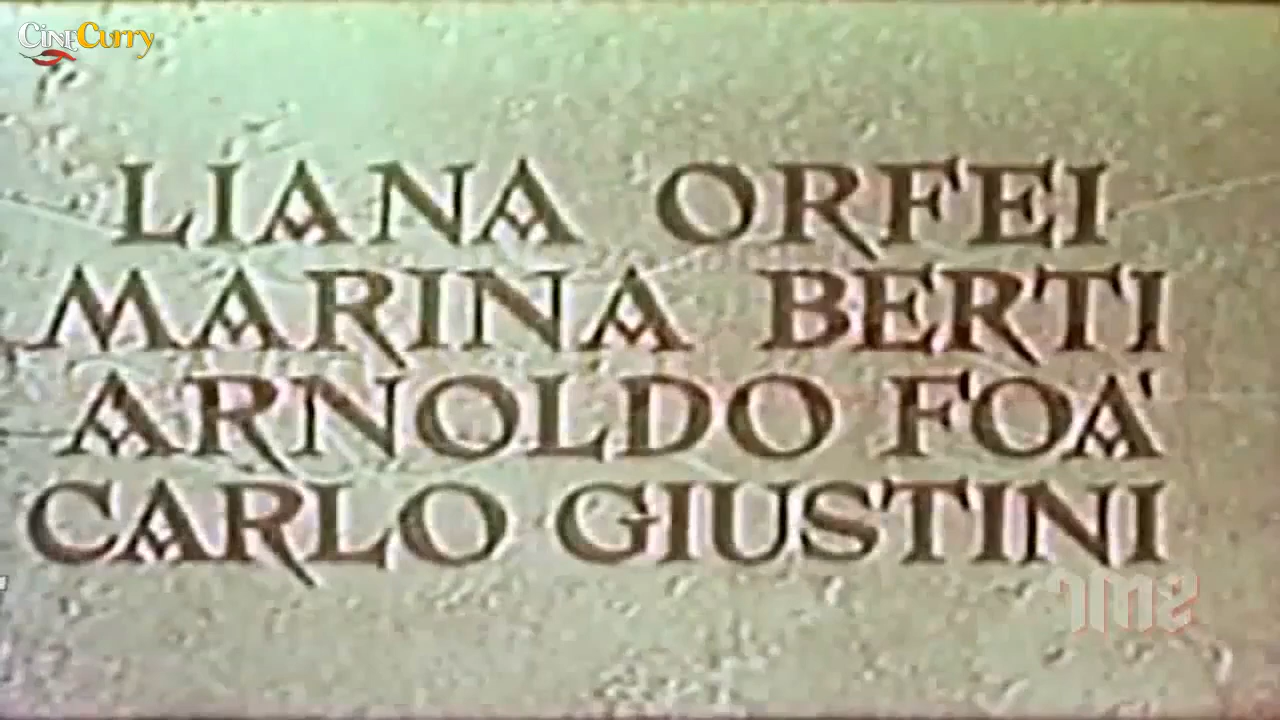 CineCurry
LIANA ORFEI
MARINA BERTI
ARNOLDO FOA'
CARLO GIUSTINI